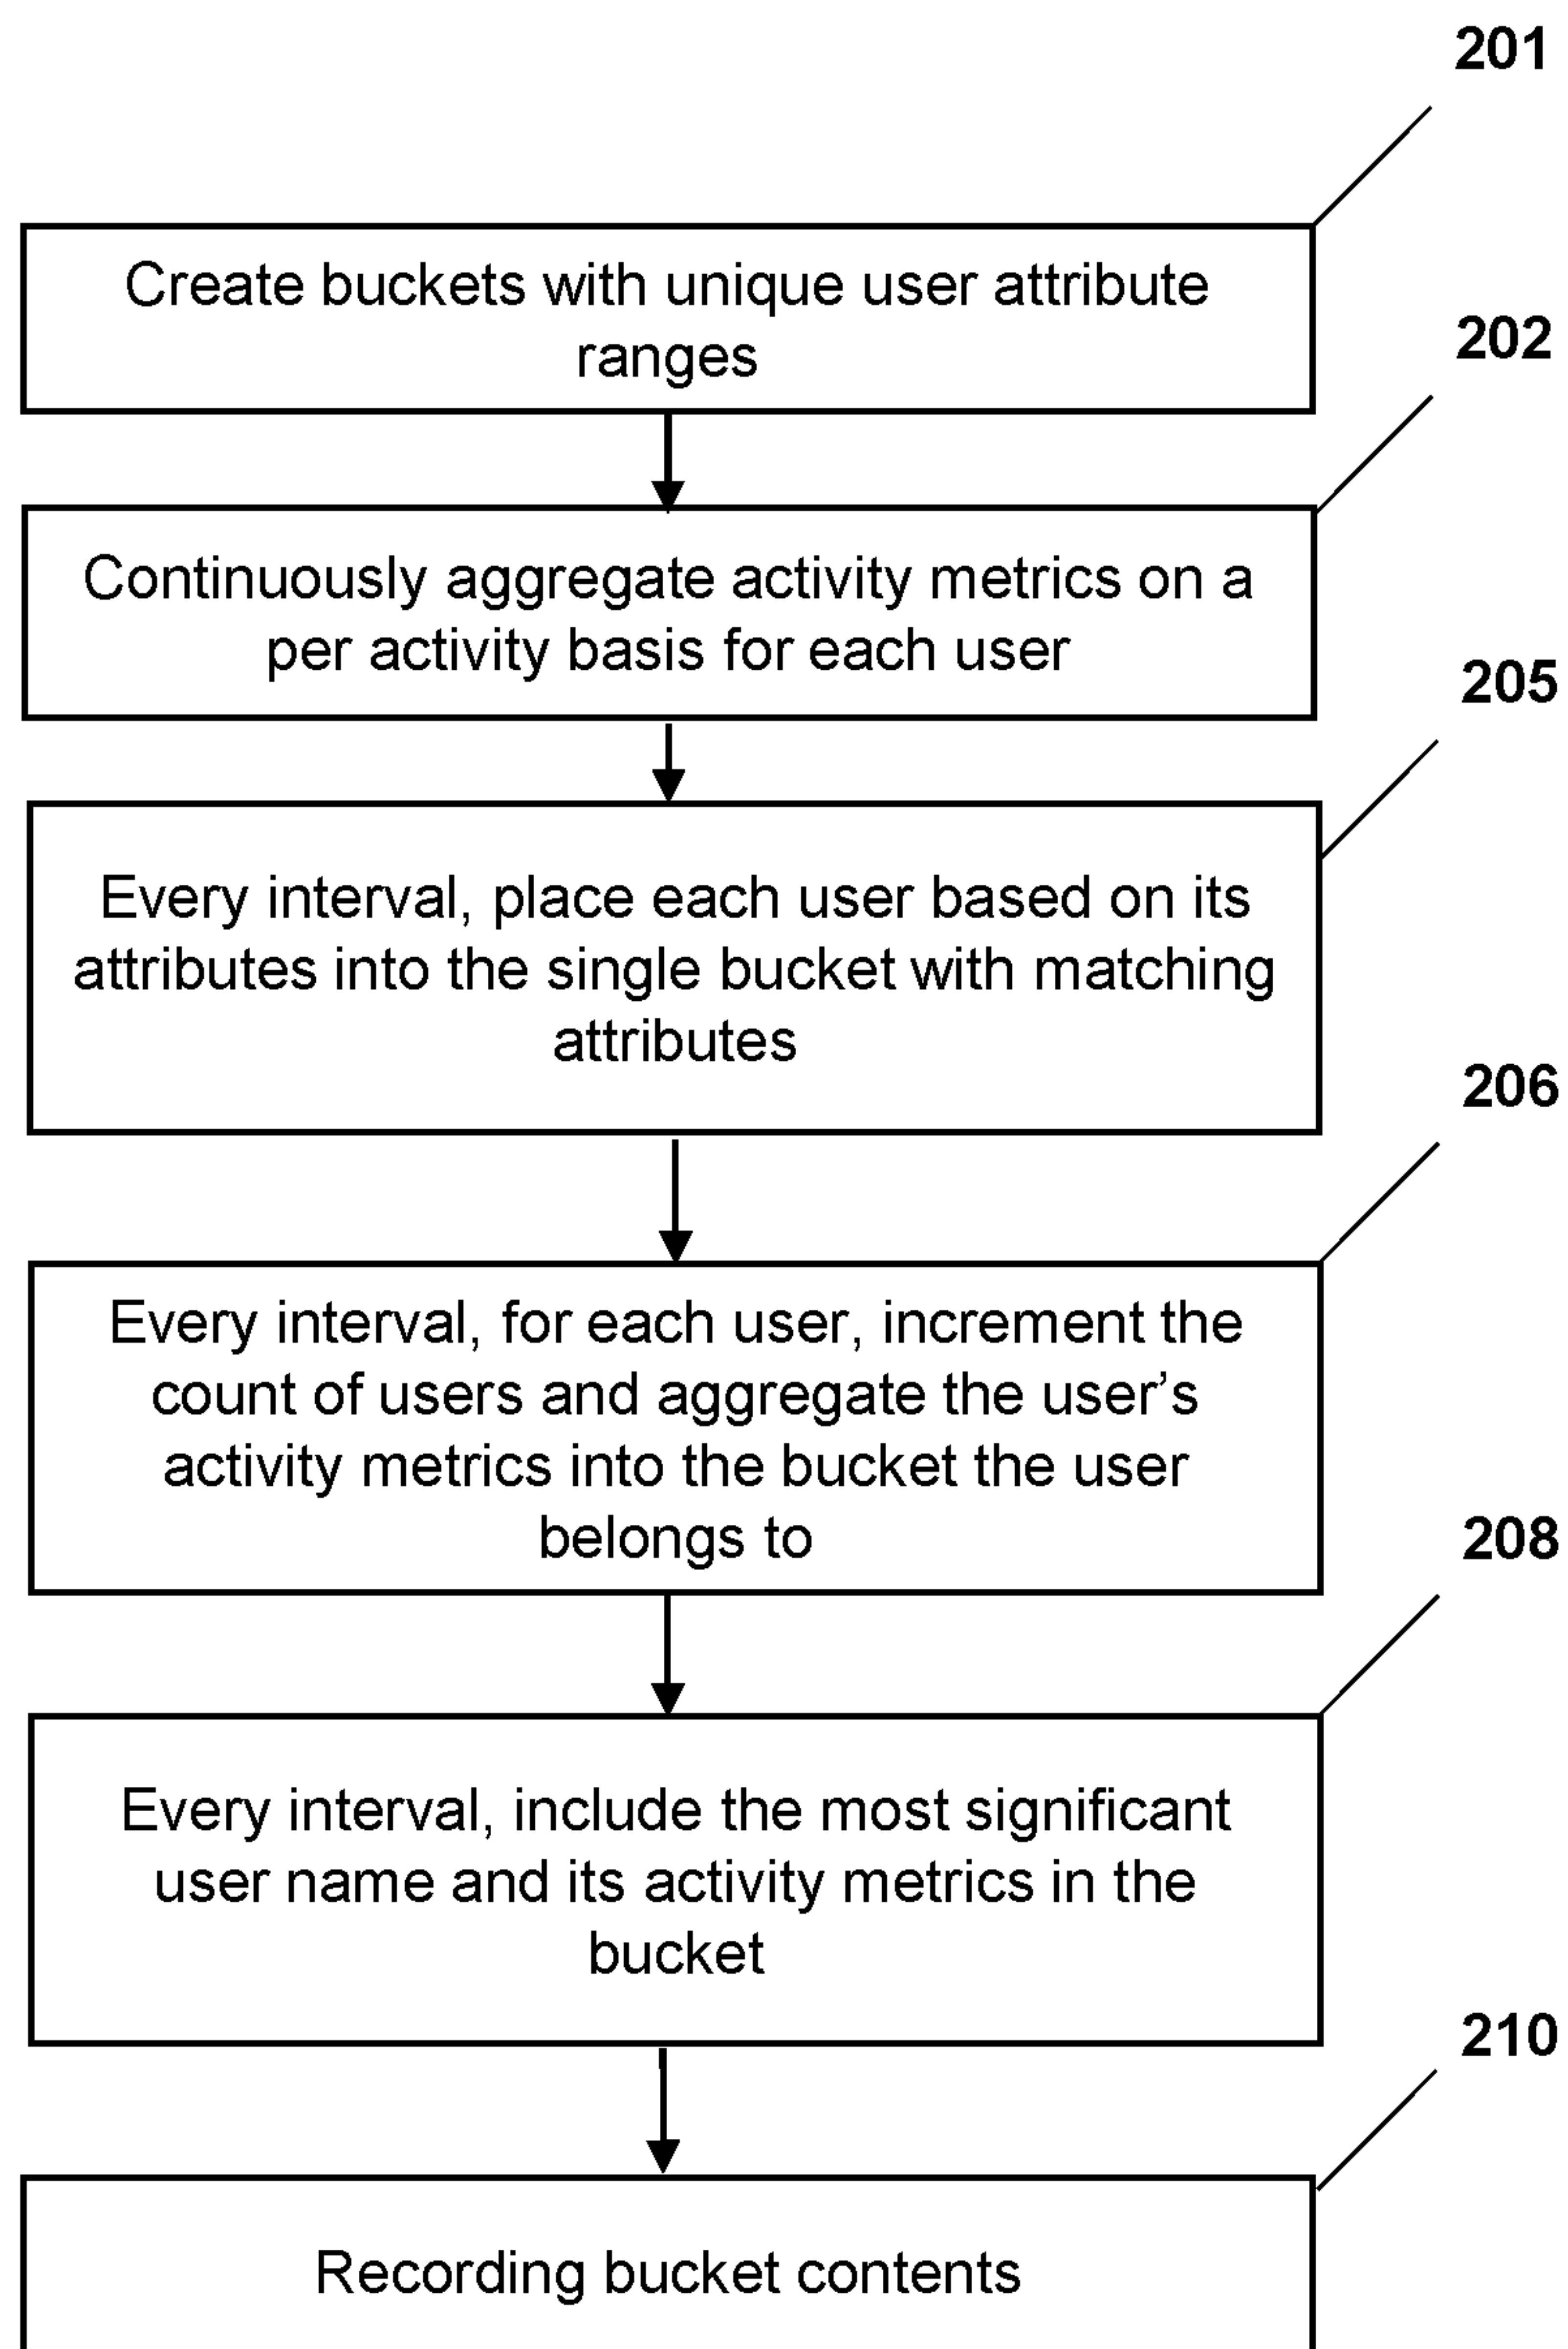 201
Create buckets with unique user attribute
ranges
202
Continuously aggregate activity metrics on a
per activity basis for each user
205
Every interval, place each user based on its
attributes into the single bucket with matching
attributes
206
Every interval, for each user, increment the
count of users and aggregate the user's
activity metrics into the bucket the user
belongs to
208
Every interval, include the most significant
user name and its activity metrics in the
bucket
210
Recording bucket contents